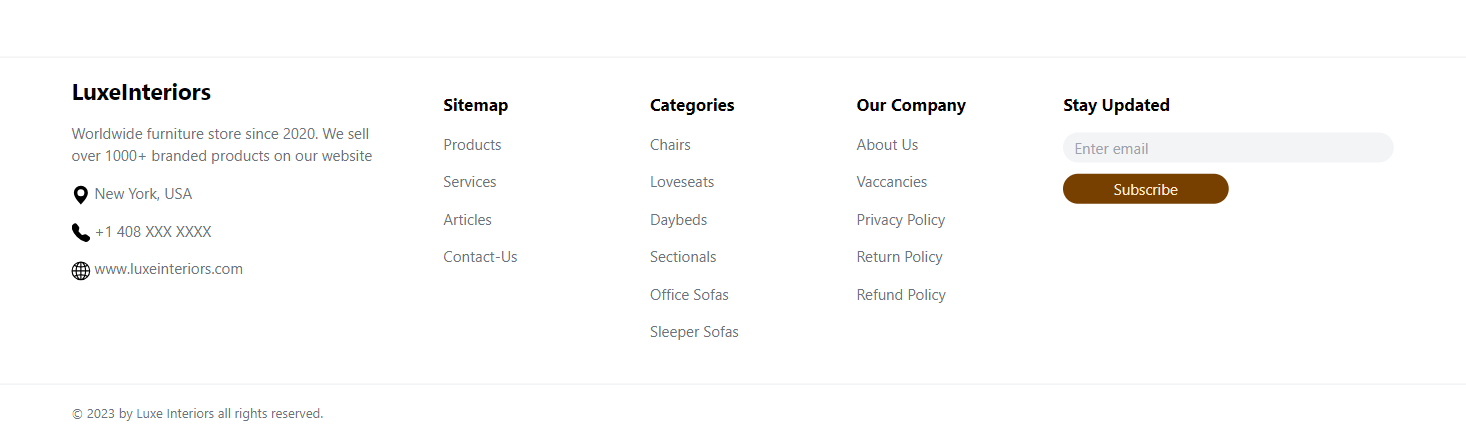 LuxeInteriors
Worldwide furniture store since 2020. We sell
over 1000+ branded products on our website
New York, USA
+1 408 XXX XXXX
www.luxeinteriors.com
Sitemap
Products
Services
Articles
Contact-Us
Categories
Chairs
Loveseats
Daybeds
Sectionals
Office Sofas
Sleeper Sofas
Our Company
About Us
Vaccancies
Privacy Policy
Return Policy
Refund Policy
Stay Updated
Enter email
Subscribe
© 2023 by Luxe Interiors all rights reserved.